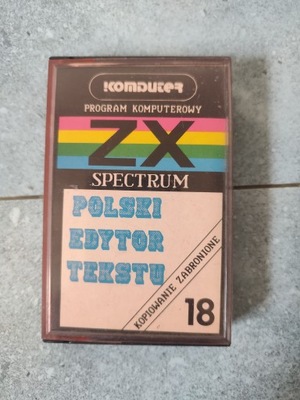 KOMPUTER
PROGRAM KOMPUTEROWY
ZX
SPECTRUM
POLSKI
EDYTOR
TEKSTU
KOPIOWANIE ZABRONIONE
18